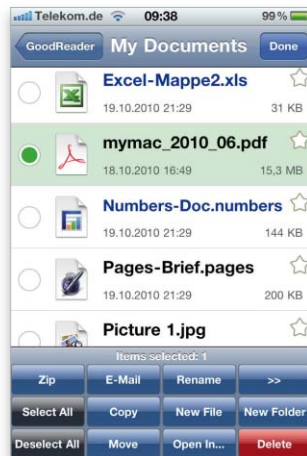 Telekom.de 09:38 99 %
GoodReader My Documents Done
Excel-Mappe2.xls
19.10.2010 21:29 31 KB
mymac_2010_06.pdf
18.10.2010 16:49 15,3 MB
Numbers-Doc.numbers
19.10.2010 21:29 144 KB
Pages-Brief.pages
19.10.2010 21:29 200 KB
Picture 1.jpg
Items selected: 1
Zip E-Mail Rename >>
Select All Copy New File New Folder
Deselect All Move Open In... Delete